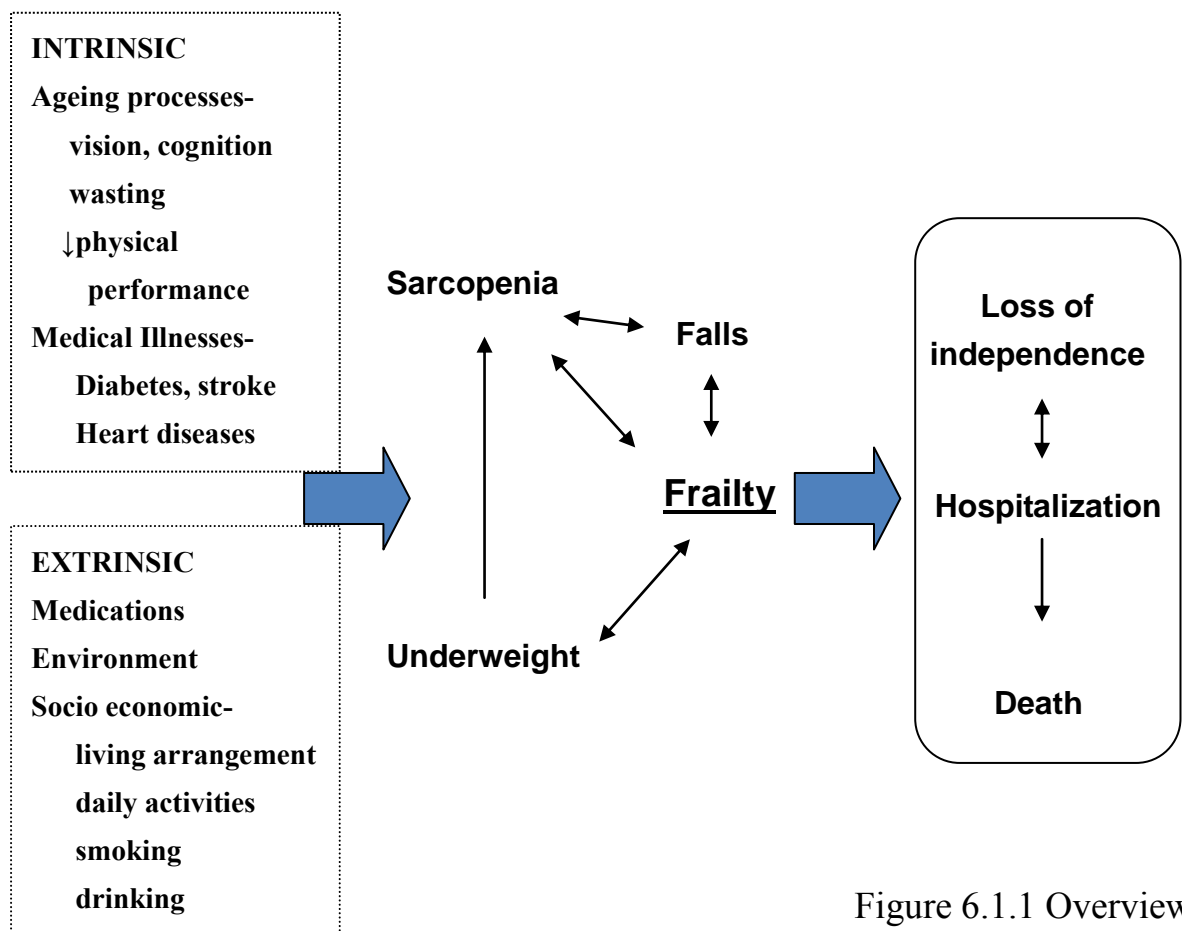 INTRINSIC
Ageing processes-
vision, cognition
wasting
↓physical
performance
Medical Illnesses-
Diabetes, stroke
Heart diseases
EXTRINSIC
Medications
Environment
Socio economic-
living arrangement
daily activities
smoking
drinking
Sarcopenia
Falls
Frailty
Underweight
Loss of
independence
Hospitalization
Death
Figure 6.1.1 Overview